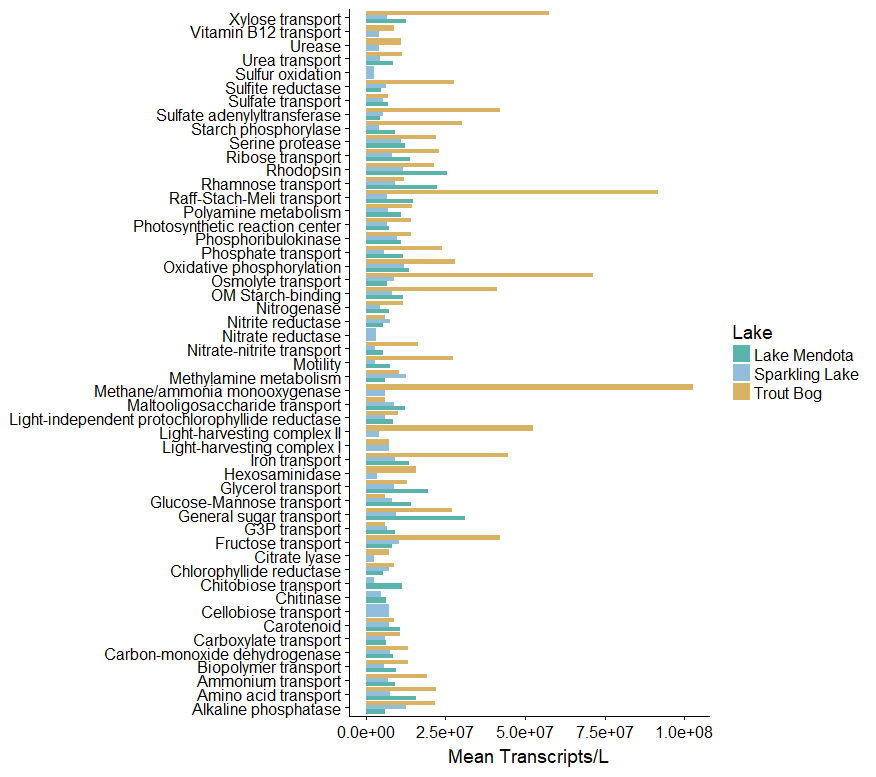 Xylose transport
Vitamin B12 transport
Urease
Urea transport
Sulfur oxidation
Sulfite reductase
Sulfate transport
Sulfate adenylyltransferase
Starch phosphorylase
Serine protease
Ribose transport
Rhodopsin
Rhamnose transport
Raff-Stach-Meli transport
Polyamine metabolism
Photosynthetic reaction center
Phosphoribulokinase
Phosphate transport
Oxidative phosphorylation
Osmolyte transport
OM Starch-binding
Nitrogenase
Nitrite reductase
Nitrate reductase
Nitrate-nitrite transport
Motility
Methylamine metabolism
Methane/ammonia monooxygenase
Maltooligosaccharide transport
Light-independent protochlorophyllide reductase
Light-harvesting complex II
Light-harvesting complex I
Iron transport
Hexosaminidase
Glycerol transport
Glucose-Mannose transport
General sugar transport
G3P transport
Fructose transport
Citrate lyase
Chlorophyllide reductase
Chitobiose transport
Chitinase
Cellobiose transport
Carotenoid
Carboxylate transport
Carbon-monoxide dehydrogenase
Biopolymer transport
Ammonium transport
Amino acid transport
Alkaline phosphatase
0.0e+00 2.5e+07 5.0e+07 7.5e+07 1.0e+08
Mean Transcripts/L
Lake
Lake Mendota
Sparkling Lake
Trout Bog